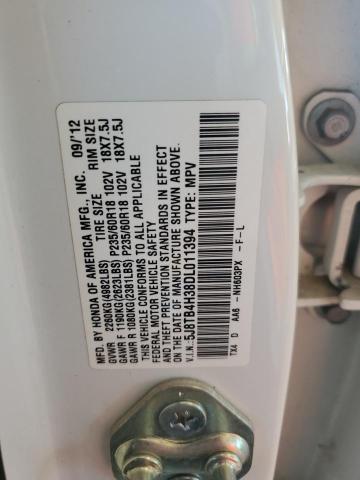 MFD. BY HONDA OF AMERICA MFG., INC. 09/'12
TIRE SIZE RIM SIZE
GVWR 2260KG(4982LBS)
GAWR F 1190KG(2623LBS) P235/60R18 102V 18X7.5J
GAWR R 1080KG(2381LBS) P235/60R18 102V 18X7.5J
THIS VEHICLE CONFORMS TO ALL APPLICABLE
FEDERAL MOTOR VEHICLE SAFETY
AND THEFT PREVENTION STANDARDS IN EFFECT
ON THE DATE OF MANUFACTURE SHOWN ABOVE.
V.I.N.: 5J8TB4H38DL011394 TYPE: MPV
TX4 D AA6 - NH603PX - F-L